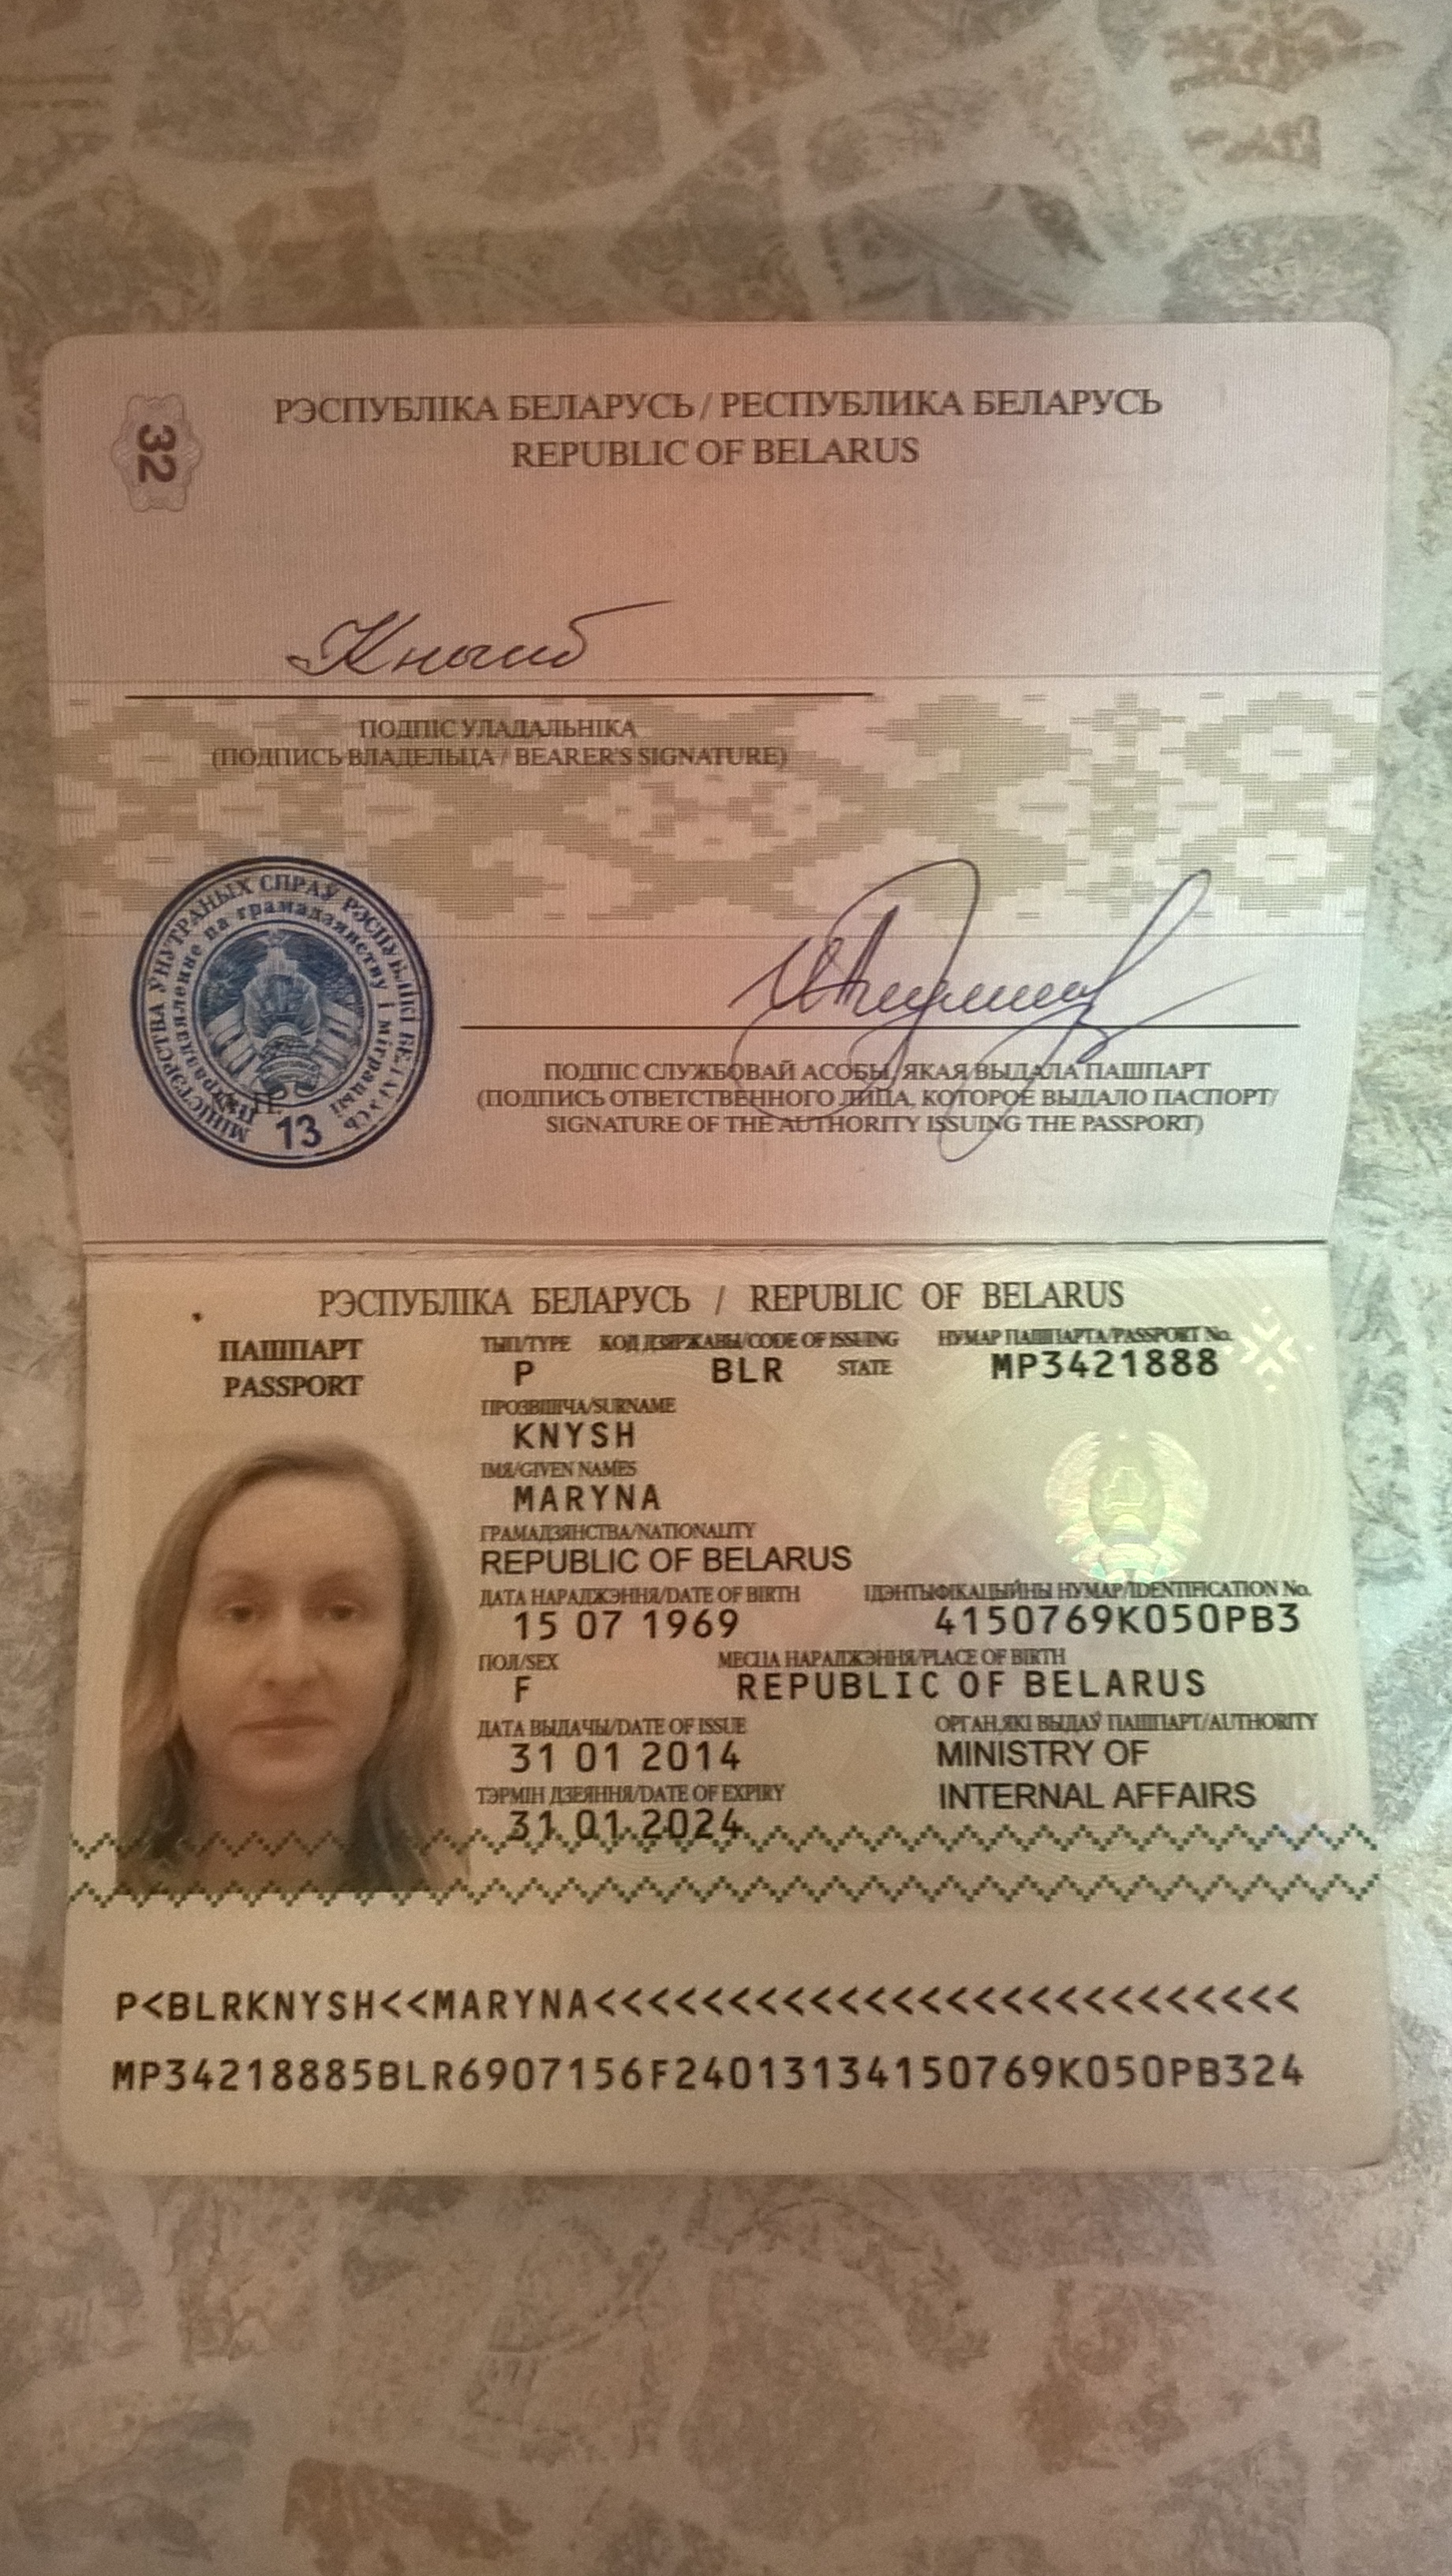 32
РЭСПУБЛІКА БЕЛАРУСЬ / РЕСПУБЛИКА БЕЛАРУСЬ
REPUBLIC OF BELARUS
Кныш
ПОДПІС УЛАДАЛЬНІКА
(ПОДПИСЬ ВЛАДЕЛЬЦА / BEARER'S SIGNATURE)
МІНІСТЭРСТВА ЎНУТРАНЫХ СПРАЎ РЭСПУБЛІКІ БЕЛАРУСЬ
па грамадзянству і міграцыі
13
ПОДПІС СЛУЖБОВАЙ АСОБЫ, ЯКАЯ ВЫДАЛА ПАШПАРТ
(ПОДПИСЬ ОТВЕТСТВЕННОГО ЛИЦА, КОТОРОЕ ВЫДАЛО ПАСПОРТ/
SIGNATURE OF THE AUTHORITY ISSUING THE PASSPORT)
РЭСПУБЛІКА БЕЛАРУСЬ / REPUBLIC OF BELARUS
ПАШПАРТ ТЫП/TYPE КОД ДЗЯРЖАВЫ/CODE OF ISSUING НУМАР ПАШПАРТА/PASSPORT No.
PASSPORT P BLR STATE MP3421888
ПРОЗВІШЧА/SURNAME
KNYSH
ІМЯ/GIVEN NAMES
MARYNA
ГРАМАДЗЯНСТВА/NATIONALITY
REPUBLIC OF BELARUS
ДАТА НАРАДЖЭННЯ/DATE OF BIRTH ІДЭНТЫФІКАЦЫЙНЫ НУМАР/IDENTIFICATION No.
15 07 1969 4150769K050PB3
ПОЛ/SEX МЕСЦА НАРАДЖЭННЯ/PLACE OF BIRTH
F REPUBLIC OF BELARUS
ДАТА ВЫДАЧЫ/DATE OF ISSUE ОРГАН,ЯКІ ВЫДАЎ ПАШПАРТ/AUTHORITY
31 01 2014 MINISTRY OF
ТЭРМІН ДЗЕЯННЯ/DATE OF EXPIRY INTERNAL AFFAIRS
31 01 2024
P<BLRKNYSH<<MARYNA<<<<<<<<<<<<<<<<<<<<<<<<<<
MP34218885BLR6907156F24013134150769K050PB324